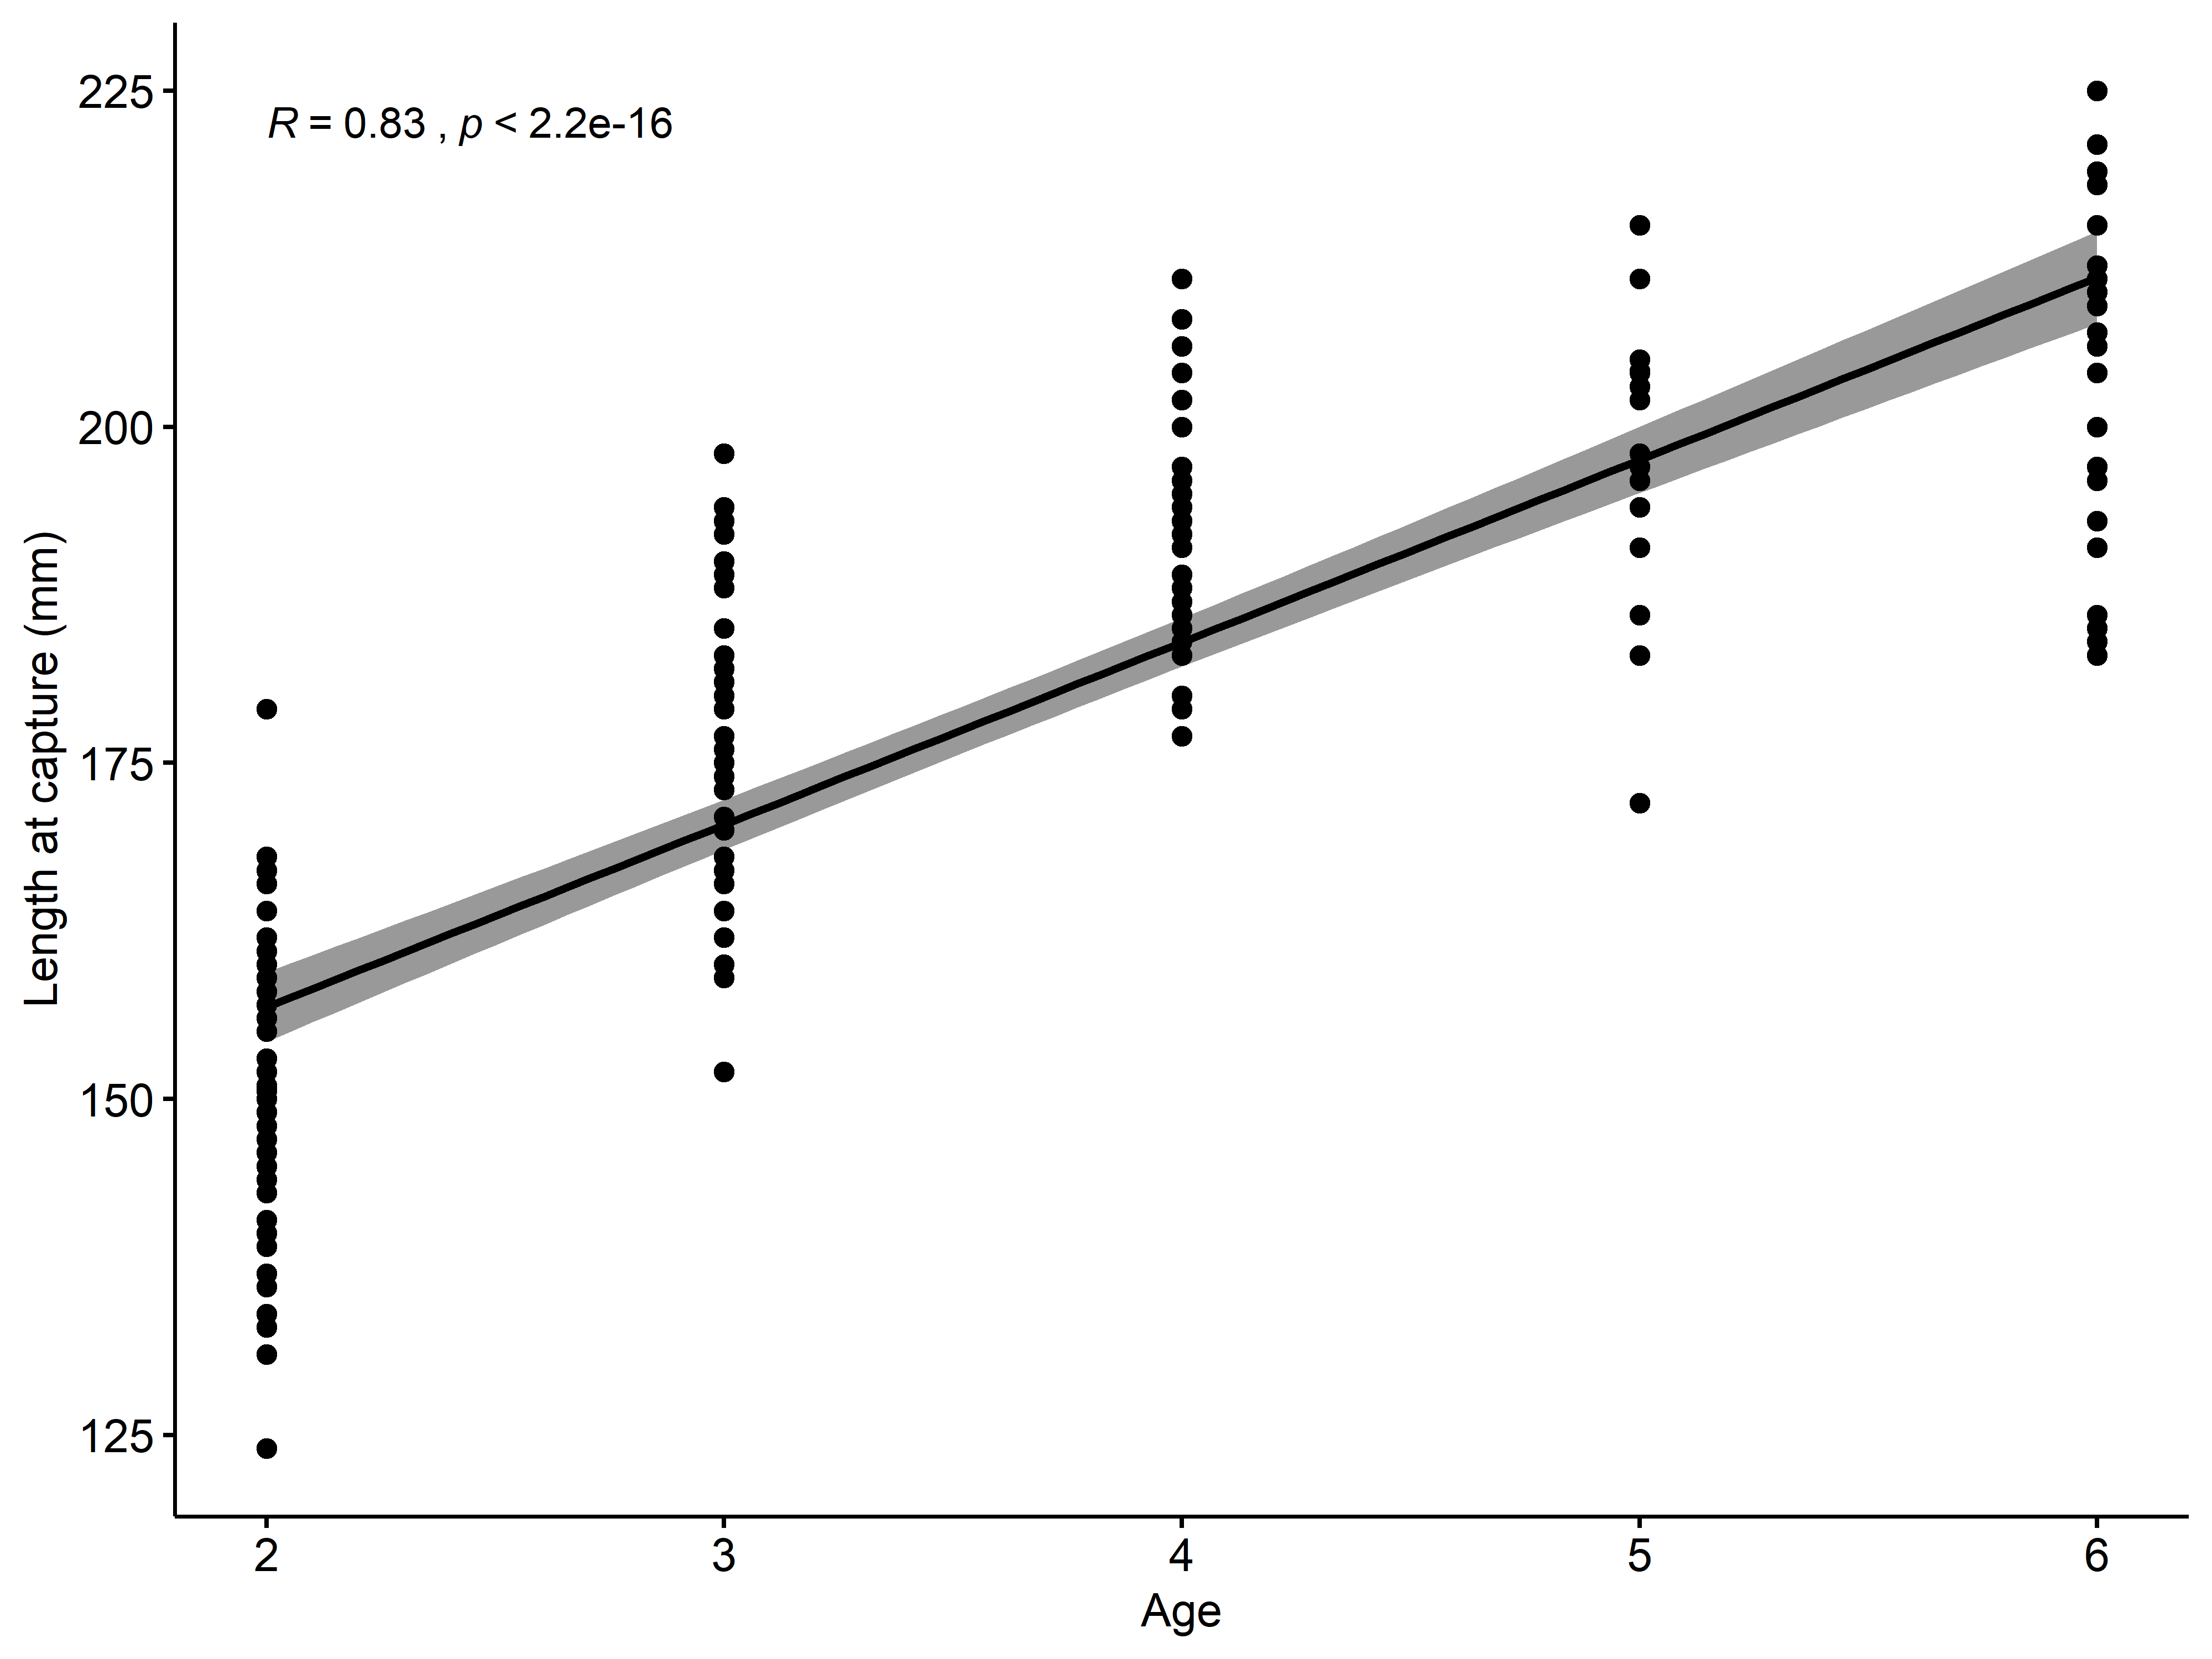 R = 0.83 , p < 2.2e-16
225
200
175
150
125
Length at capture (mm)
2 3 4 5 6
Age